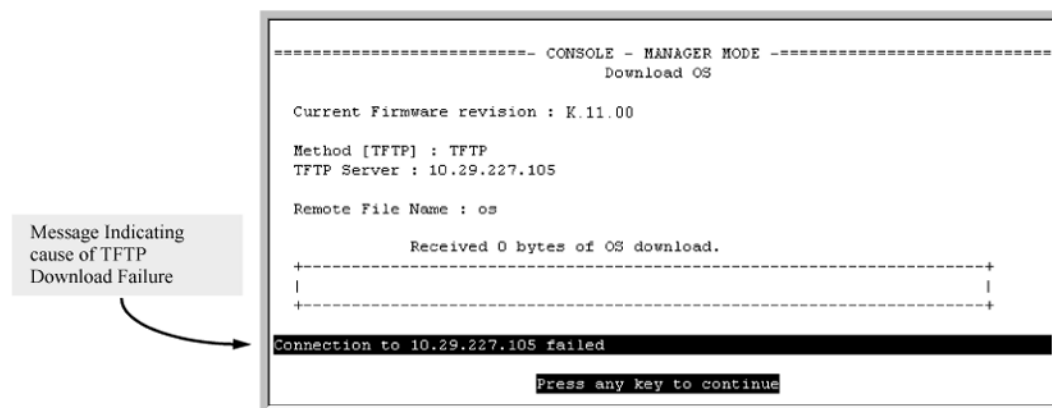 ===========================- CONSOLE - MANAGER MODE -============================
Download OS
Current Firmware revision : K.11.00
Method [TFTP] : TFTP
TFTP Server : 10.29.227.105
Remote File Name : os
Received 0 bytes of OS download.
Message Indicating
cause of TFTP
Download Failure
Connection to 10.29.227.105 failed
Press any key to continue